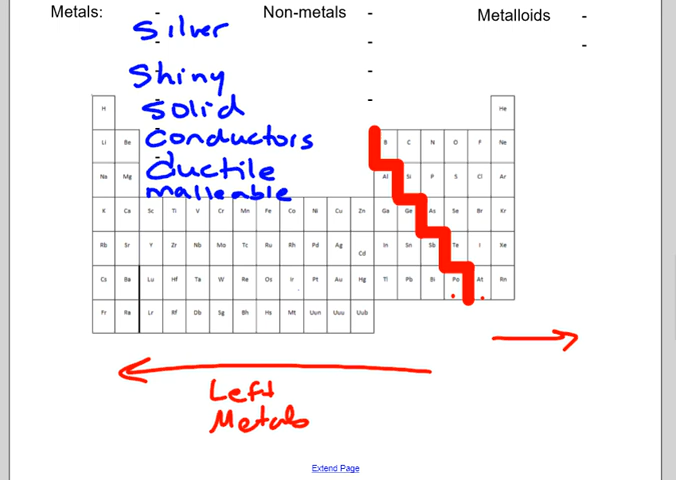 Metals: - Non-metals - Metalloids -
Silver
- - -
Shiny -
Solid -
Conductors
ductile
malleable
H He
Li Be B C N O F Ne
Na Mg Al Si P S Cl Ar
K Ca Sc Ti V Cr Mn Fe Co Ni Cu Zn Ga Ge As Se Br Kr
Rb Sr Y Zr Nb Mo Tc Ru Rh Pd Ag Cd In Sn Sb Te I Xe
Cs Ba Lu Hf Ta W Re Os Ir Pt Au Hg Tl Pb Bi Po At Rn
Fr Ra Lr Rf Db Sg Bh Hs Mt Uun Uuu Uub
Left
Metals
Extend Page